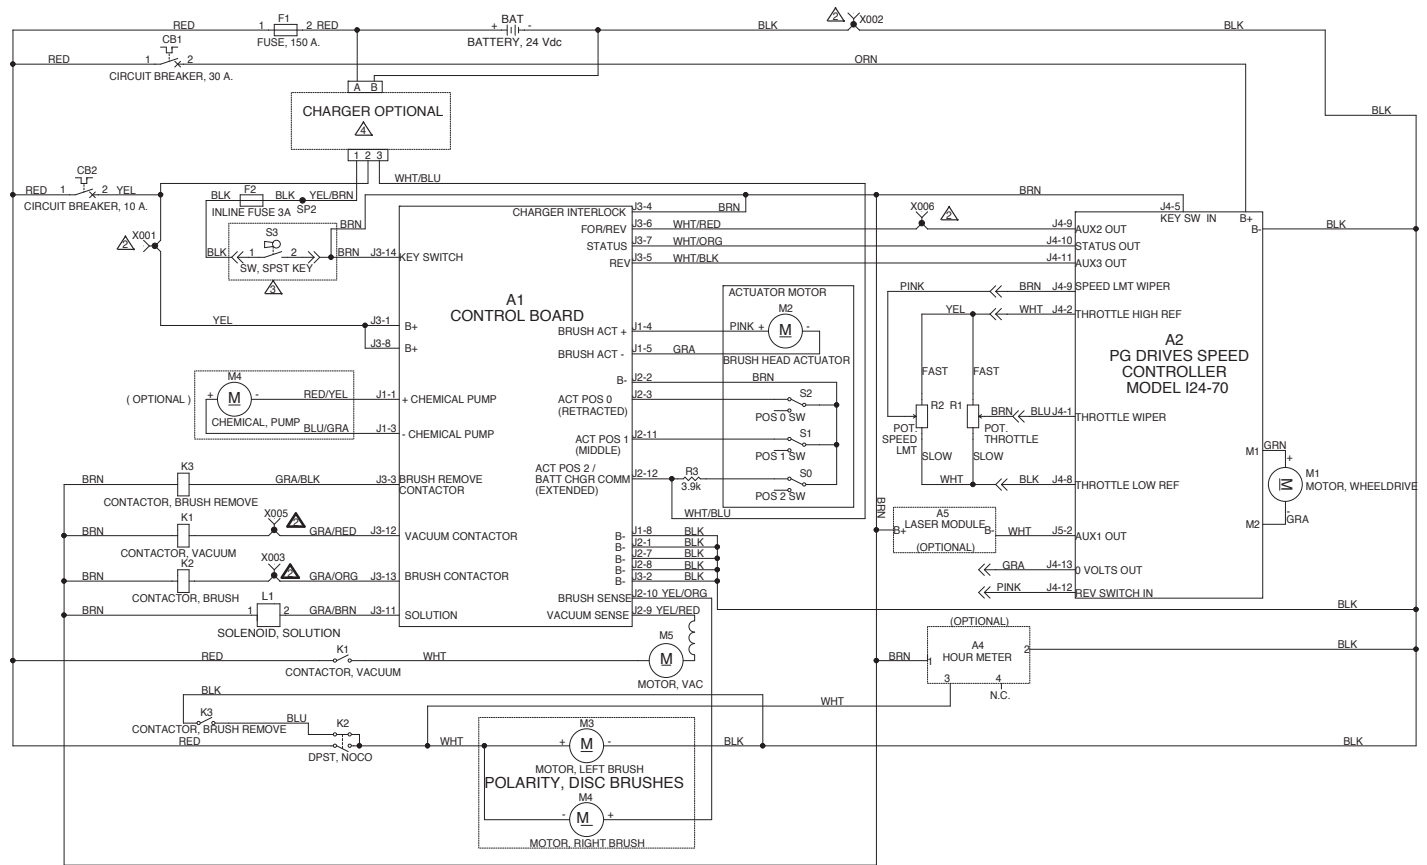 RED
1
F1
2 RED
FUSE, 150 A.
+ BAT -
BATTERY, 24 Vdc
BLK
2
X002
BLK
RED
CB1
1
2
CIRCUIT BREAKER, 30 A.
ORN
BLK
A B
CHARGER OPTIONAL
4
1 2 3
WHT/BLU
CB2
RED 1 2 YEL
CIRCUIT BREAKER, 10 A.
BLK
F2
BLK
YEL/BRN
INLINE FUSE 3A
SP2
2
X001
BRN
S3
BLK
1
2
BRN
SW, SPST KEY
3
J3-14
KEY SWITCH
YEL
J3-1
B+
J3-8
B+
A1
CONTROL BOARD
CHARGER INTERLOCK
J3-4
BRN
BRN
FOR/REV
J3-6
WHT/RED
X006
2
STATUS
J3-7
WHT/ORG
REV
J3-5
WHT/BLK
J4-5
KEY SW IN
B+
B-
BLK
J4-9
AUX2 OUT
J4-10
STATUS OUT
J4-11
AUX3 OUT
PINK
BRN
J4-9
SPEED LMT WIPER
YEL
WHT
J4-2
THROTTLE HIGH REF
A2
PG DRIVES SPEED
CONTROLLER
MODEL I24-70
FAST
FAST
R2
R1
BRN
BLU
J4-1
THROTTLE WIPER
POT.
SPEED
LMT
POT.
THROTTLE
SLOW
SLOW
WHT
BLK
J4-8
THROTTLE LOW REF
M1
GRN
+
M1
M
MOTOR, WHEELDRIVE
-
M2
GRA
ACTUATOR MOTOR
M2
BRUSH ACT +
J1-4
PINK
+
M
-
BRUSH ACT -
J1-5
GRA
BRUSH HEAD ACTUATOR
B-
J2-2
BRN
ACT POS 0
(RETRACTED)
J2-3
S2
POS 0 SW
ACT POS 1
(MIDDLE)
J2-11
S1
POS 1 SW
ACT POS 2 /
BATT CHGR COMM
(EXTENDED)
J2-12
R3
3.9k
S0
POS 2 SW
WHT/BLU
BRN
A5
B+
LASER MODULE
B-
(OPTIONAL)
WHT
J5-2
AUX1 OUT
GRA
J4-13
0 VOLTS OUT
PINK
J4-12
REV SWITCH IN
( OPTIONAL )
M4
+
M
-
CHEMICAL, PUMP
RED/YEL
J1-1
+ CHEMICAL PUMP
BLU/GRA
J1-3
- CHEMICAL PUMP
BRN
K3
GRA/BLK
J3-3
BRUSH REMOVE
CONTACTOR
CONTACTOR, BRUSH REMOVE
BRN
K1
X005
2
GRA/RED
J3-12
VACUUM CONTACTOR
CONTACTOR, VACUUM
BRN
K2
X003
2
GRA/ORG
J3-13
BRUSH CONTACTOR
CONTACTOR, BRUSH
BRN
1
L1
2
GRA/BRN
J3-11
SOLUTION
SOLENOID, SOLUTION
B-
J1-8
BLK
B-
J2-1
BLK
B-
J2-7
BLK
B-
J2-8
BLK
B-
J3-2
BLK
BRUSH SENSE
J2-10
YEL/ORG
VACUUM SENSE
J2-9
YEL/RED
BLK
RED
K1
WHT
CONTACTOR, VACUUM
M5
M
MOTOR, VAC
(OPTIONAL)
BRN
1
A4
HOUR METER
2
BLK
3
4
N.C.
WHT
BLK
K3
BLU
CONTACTOR, BRUSH REMOVE
K2
RED
DPST, NOCO
WHT
M3
+
M
-
BLK
BLK
MOTOR, LEFT BRUSH
POLARITY, DISC BRUSHES
M4
-
M
+
MOTOR, RIGHT BRUSH